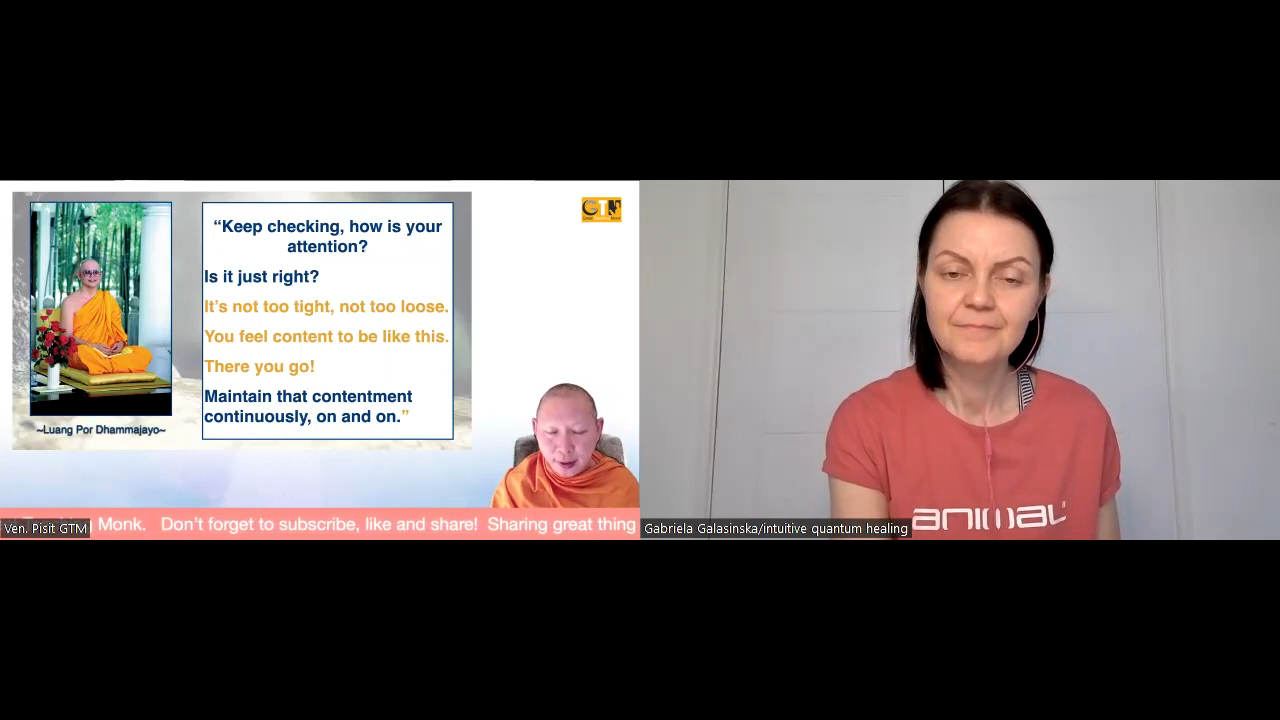 GTM
“Keep checking, how is your
attention?
Is it just right?
It’s not too tight, not too loose.
You feel content to be like this.
There you go!
Maintain that contentment
continuously, on and on.”
~Luang Por Dhammajayo~
Ven. Pisit GTM
Monk. Don’t forget to subscribe, like and share! Sharing great thing
ANIMAL
Gabriela Galasinska/intuitive quantum healing